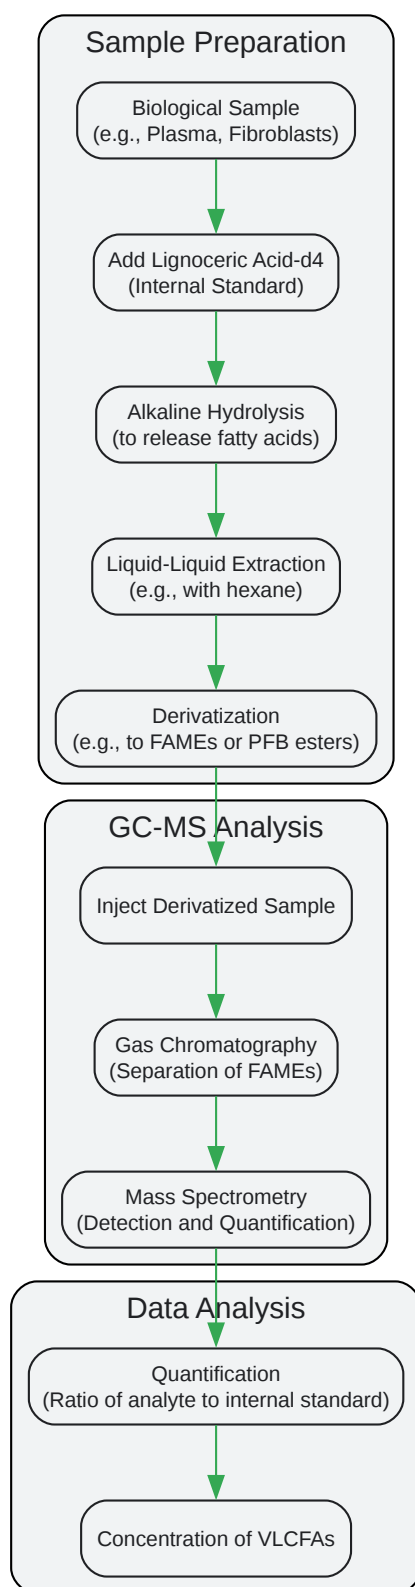 Sample Preparation
Biological Sample
(e.g., Plasma, Fibroblasts)
Add Lignoceric Acid-d4
(Internal Standard)
Alkaline Hydrolysis
(to release fatty acids)
Liquid-Liquid Extraction
(e.g., with hexane)
Derivatization
(e.g., to FAMEs or PFB esters)
GC-MS Analysis
Inject Derivatized Sample
Gas Chromatography
(Separation of FAMEs)
Mass Spectrometry
(Detection and Quantification)
Data Analysis
Quantification
(Ratio of analyte to internal standard)
Concentration of VLCFAs